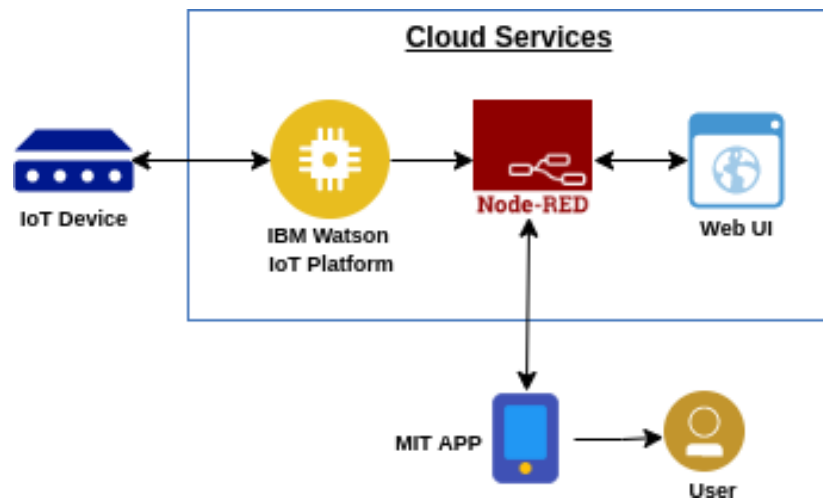 Cloud Services
IoT Device
IBM Watson
IoT Platform
Node-RED
Web UI
MIT APP
User